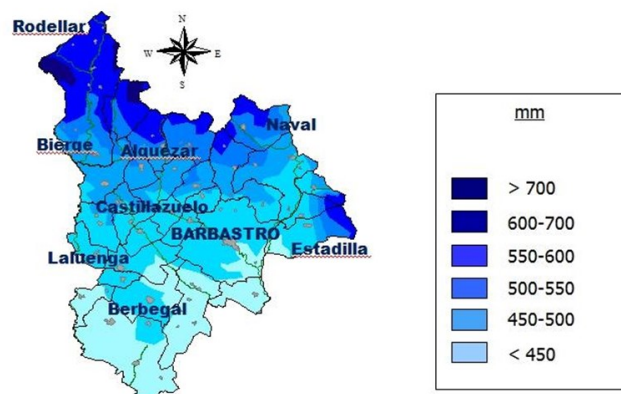 Rodellar
N
W E
S
mm
Naval
Bierge
Alquézar
> 700
600-700
Castillazuelo
BARBASTRO
550-600
Estadilla
Laluenga
500-550
Berbegal
450-500
< 450